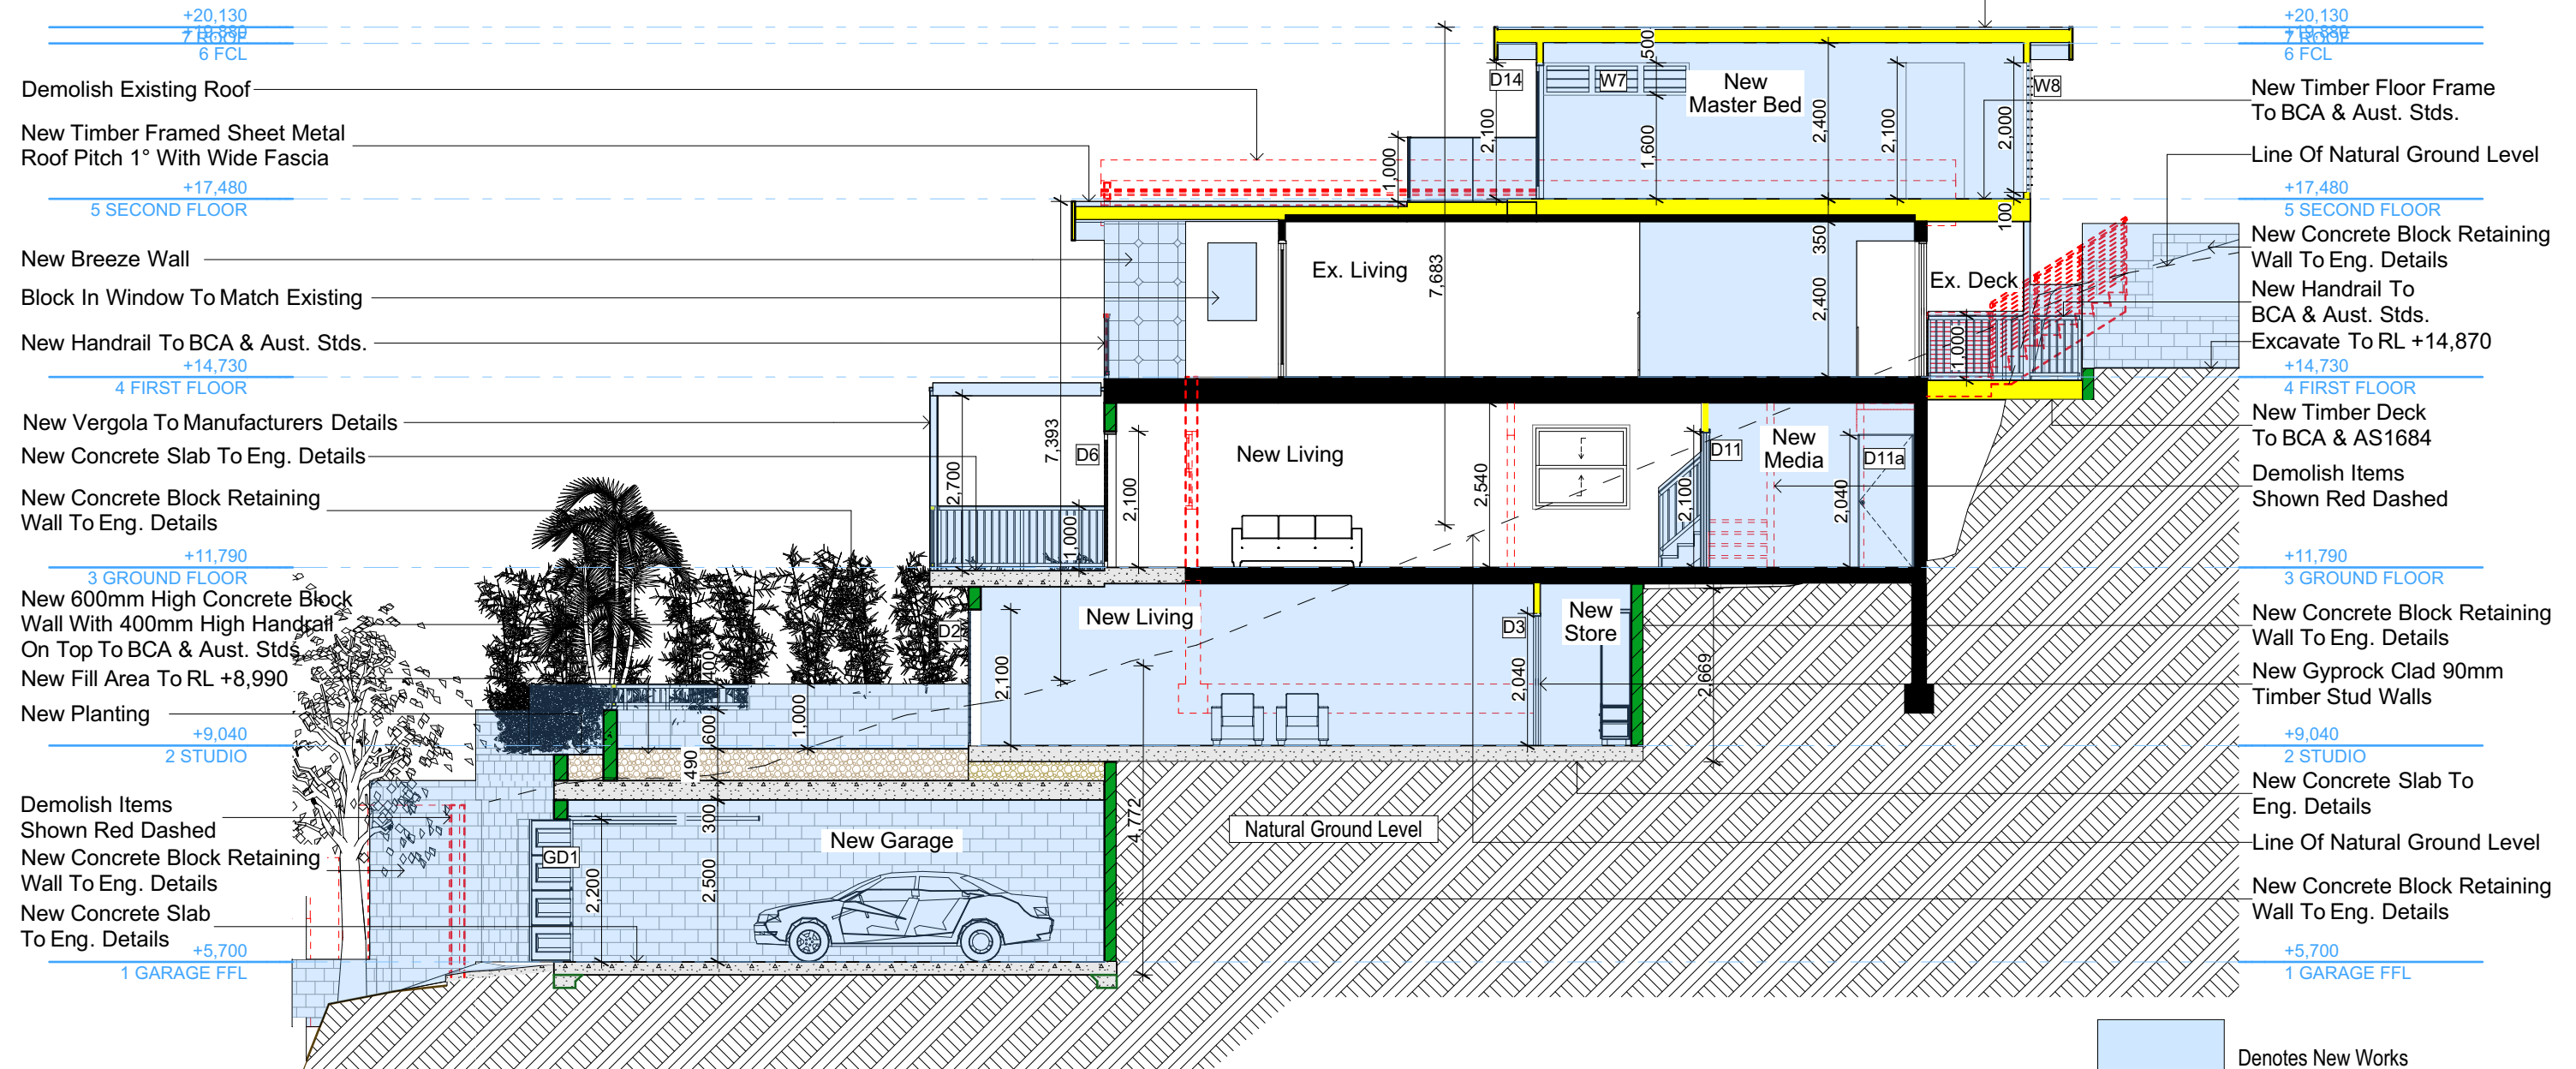 +20,130
+19,880
7 ROOF
6 FCL
Demolish Existing Roof
New Timber Framed Sheet Metal
Roof Pitch 1° With Wide Fascia
+17,480
5 SECOND FLOOR
New Breeze Wall
Block In Window To Match Existing
New Handrail To BCA & Aust. Stds.
+14,730
4 FIRST FLOOR
New Vergola To Manufacturers Details
New Concrete Slab To Eng. Details
New Concrete Block Retaining
Wall To Eng. Details
+11,790
3 GROUND FLOOR
New 600mm High Concrete Block
Wall With 400mm High Handrail
On Top To BCA & Aust. Stds.
New Fill Area To RL +8,990
New Planting
+9,040
2 STUDIO
Demolish Items
Shown Red Dashed
New Concrete Block Retaining
Wall To Eng. Details
New Concrete Slab
To Eng. Details
+5,700
1 GARAGE FFL
D14
W7
New
Master Bed
W8
500
1,600
2,100
2,400
2,100
2,000
1,000
100
Ex. Living
7,683
350
2,400
Ex. Deck
1,000
7,393
2,700
1,000
D6
2,100
New Living
2,540
2,100
D11
New
Media
2,040
D11a
D2
New Living
2,100
D3
2,040
New
Store
2,669
400
600
1,000
490
300
2,500
2,200
GD1
New Garage
4,772
Natural Ground Level
+20,130
+19,880
7 ROOF
6 FCL
New Timber Floor Frame
To BCA & Aust. Stds.
Line Of Natural Ground Level
+17,480
5 SECOND FLOOR
New Concrete Block Retaining
Wall To Eng. Details
New Handrail To
BCA & Aust. Stds.
Excavate To RL +14,870
+14,730
4 FIRST FLOOR
New Timber Deck
To BCA & AS1684
Demolish Items
Shown Red Dashed
+11,790
3 GROUND FLOOR
New Concrete Block Retaining
Wall To Eng. Details
New Gyprock Clad 90mm
Timber Stud Walls
+9,040
2 STUDIO
New Concrete Slab To
Eng. Details
Line Of Natural Ground Level
New Concrete Block Retaining
Wall To Eng. Details
+5,700
1 GARAGE FFL
Denotes New Works